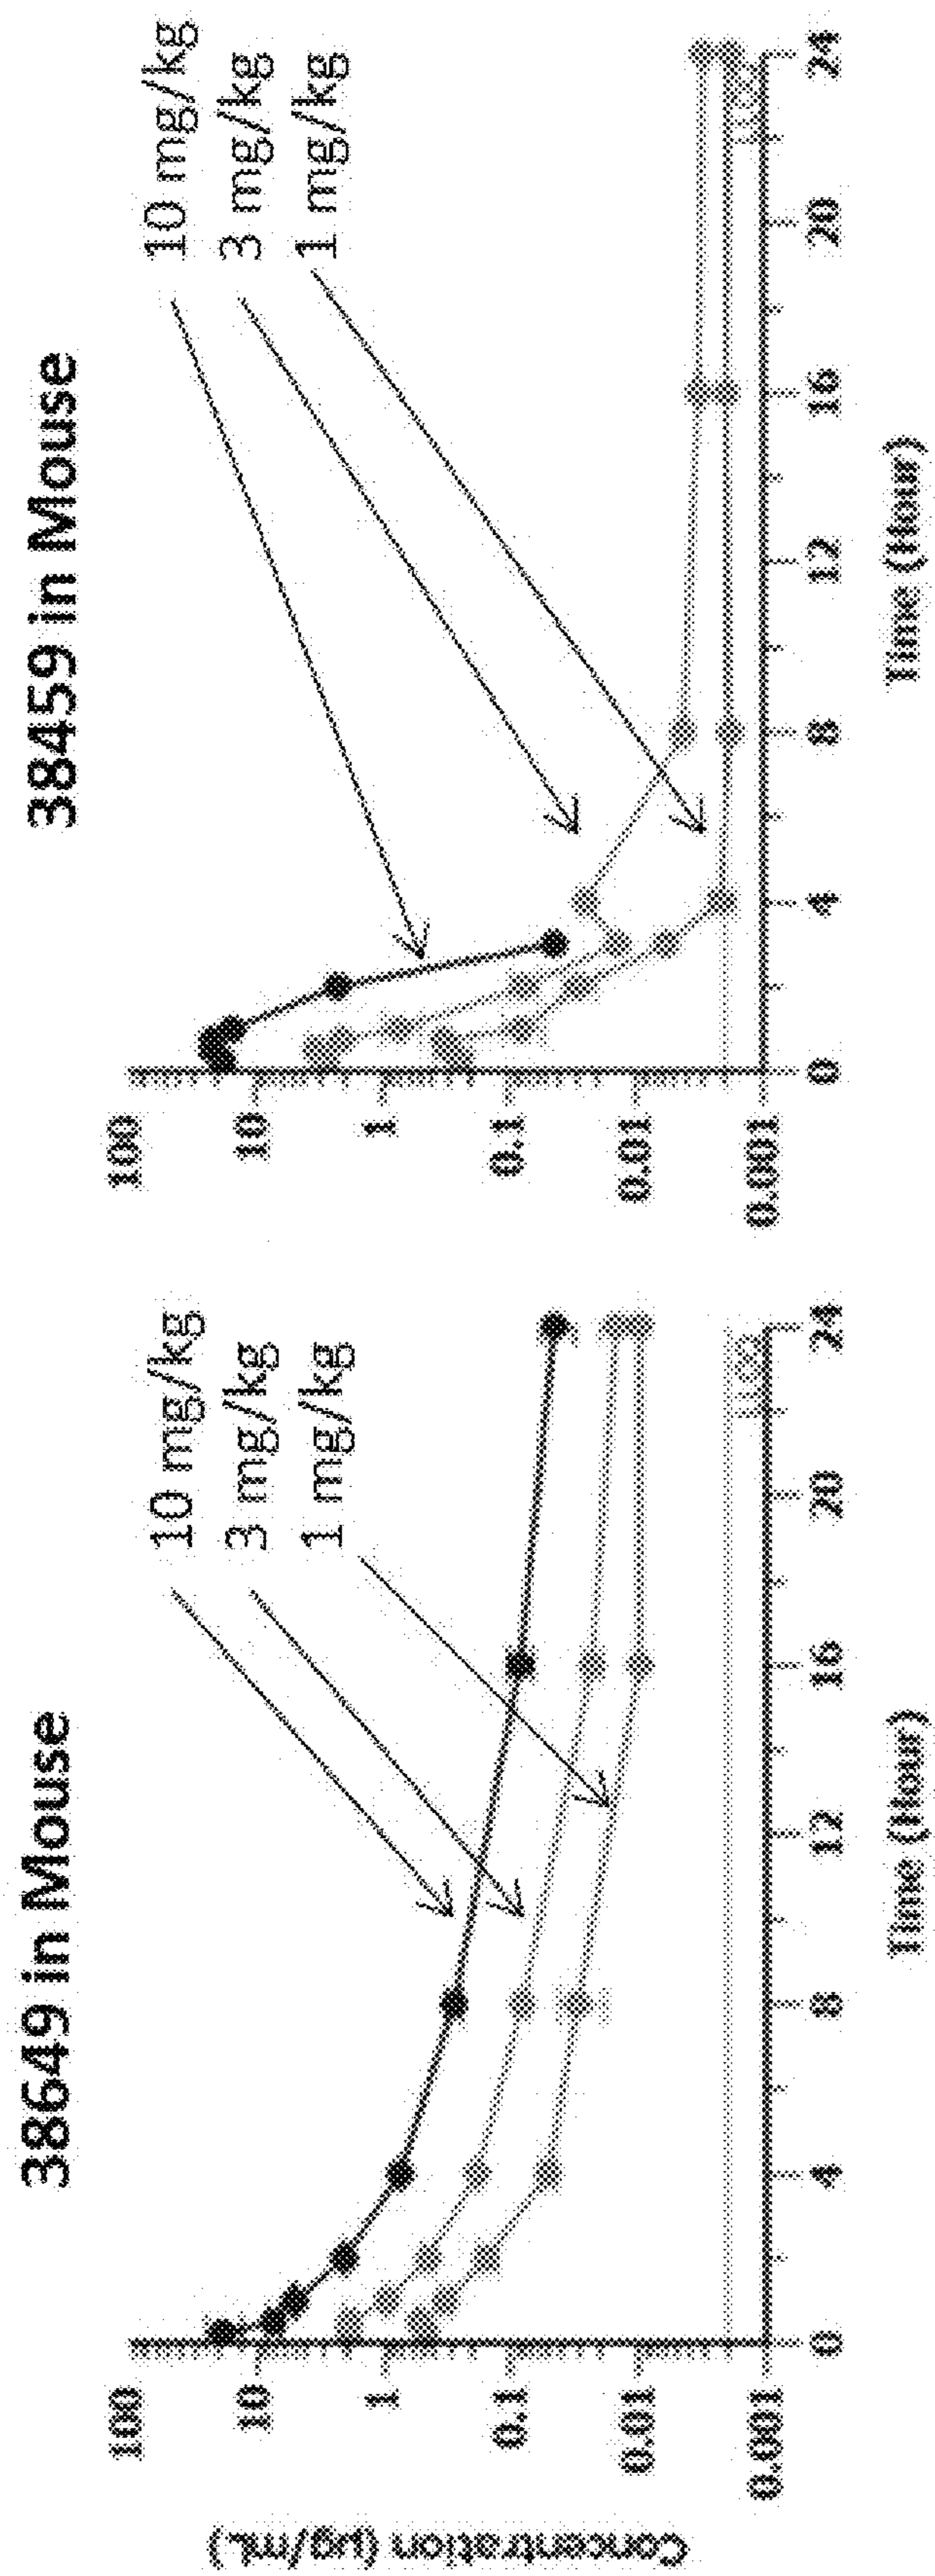 38649 in Mouse
10 mg/kg
3 mg/kg
1 mg/kg
Concentration (µg/mL)
100
10
1
0.1
0.01
0.001
0 4 8 12 16 20 24
Time (Hour)
38459 in Mouse
10 mg/kg
3 mg/kg
1 mg/kg
100
10
1
0.1
0.01
0.001
0 4 8 12 16 20 24
Time (Hour)